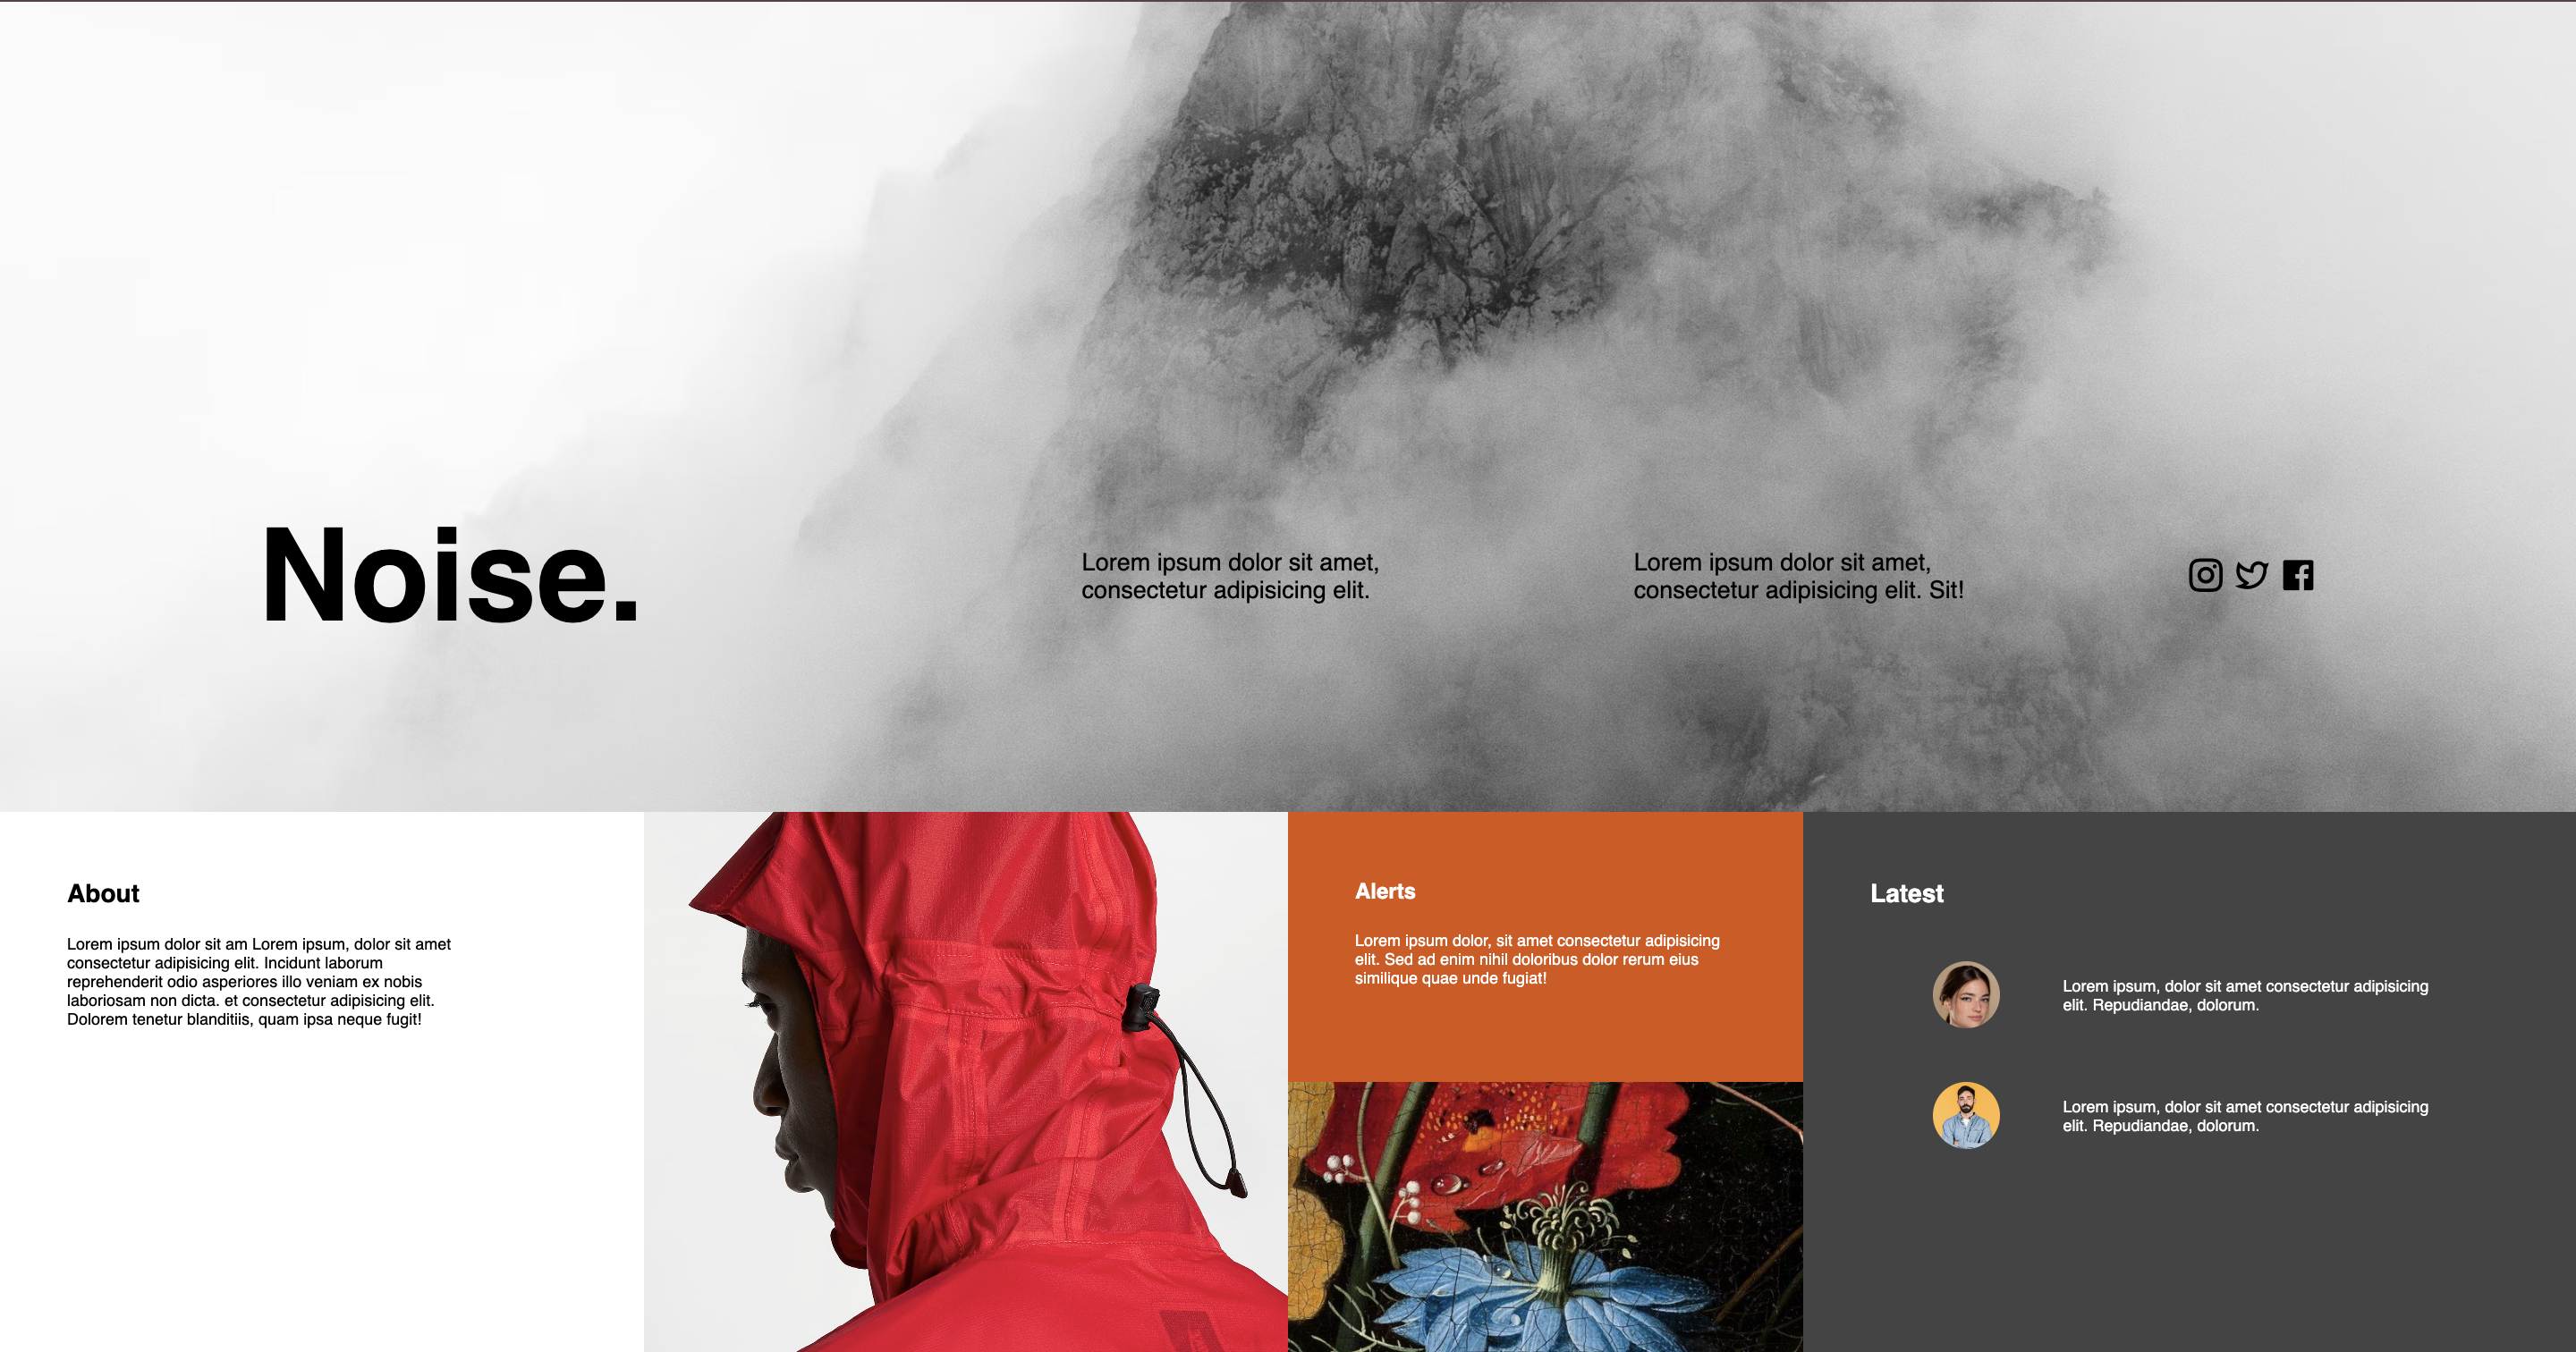 Noise.
Lorem ipsum dolor sit amet,
consectetur adipisicing elit.
Lorem ipsum dolor sit amet,
consectetur adipisicing elit. Sit!
About
Lorem ipsum dolor sit am Lorem ipsum, dolor sit amet
consectetur adipisicing elit. Incidunt laborum
reprehenderit odio asperiores illo veniam ex nobis
laboriosam non dicta. et consectetur adipisicing elit.
Dolorem tenetur blanditiis, quam ipsa neque fugit!
Alerts
Lorem ipsum dolor, sit amet consectetur adipisicing
elit. Sed ad enim nihil doloribus dolor rerum eius
similique quae unde fugiat!
Latest
Lorem ipsum, dolor sit amet consectetur adipisicing
elit. Repudiandae, dolorum.
Lorem ipsum, dolor sit amet consectetur adipisicing
elit. Repudiandae, dolorum.